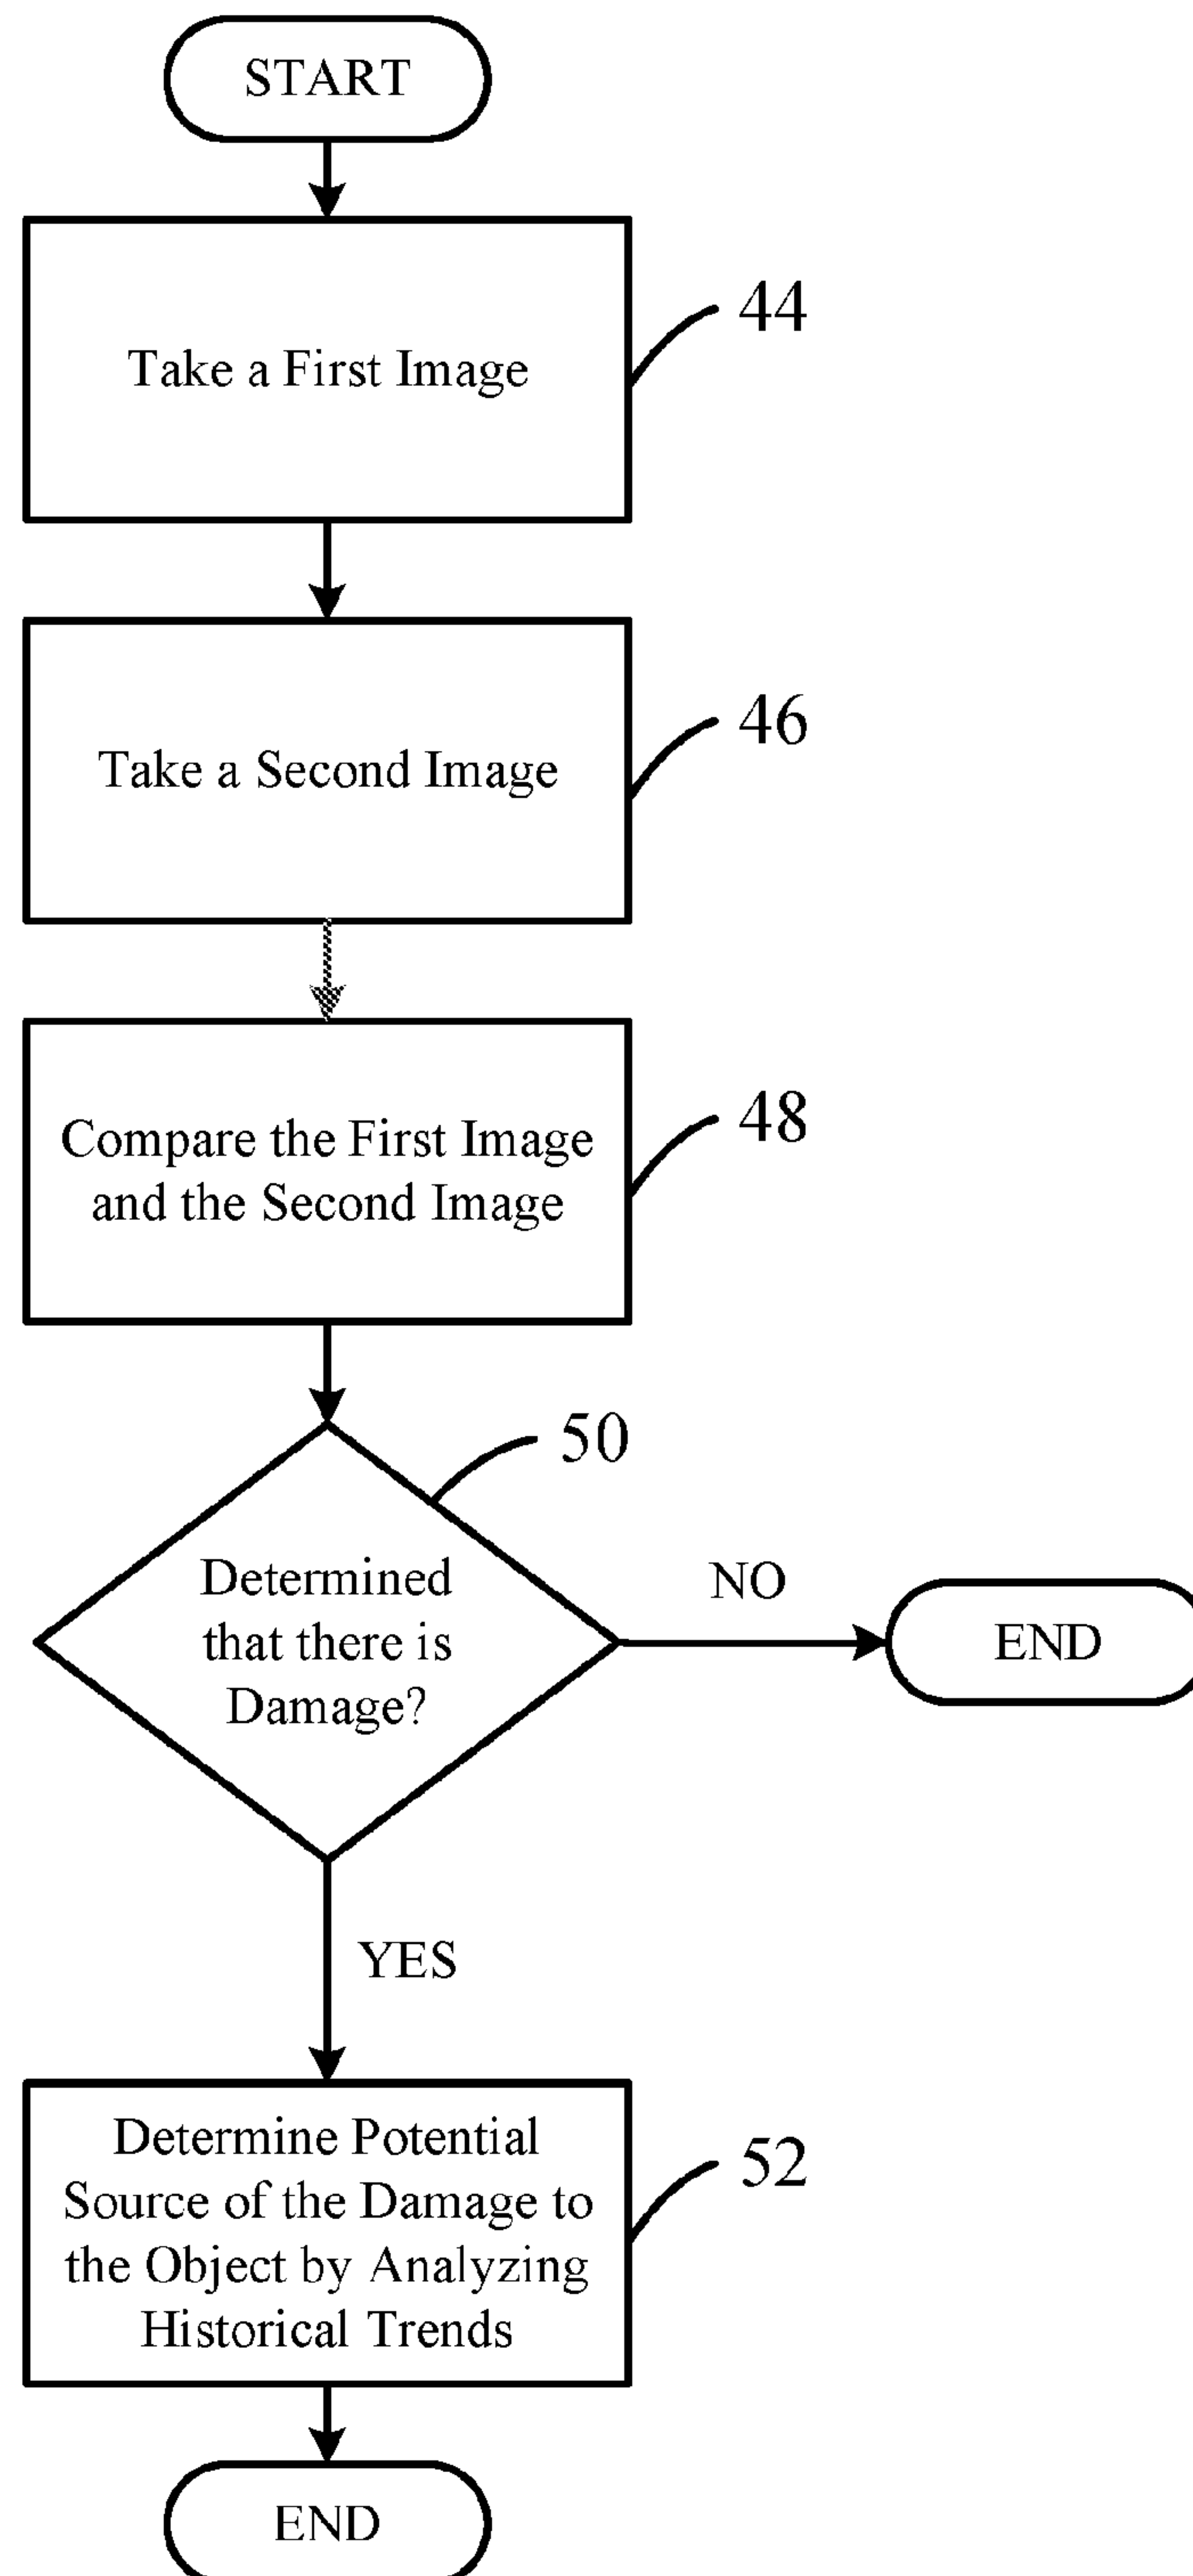 START
Take a First Image
44
Take a Second Image
46
Compare the First Image
and the Second Image
48
50
Determined
that there is
Damage?
NO
END
YES
Determine Potential
Source of the Damage to
the Object by Analyzing
Historical Trends
52
END